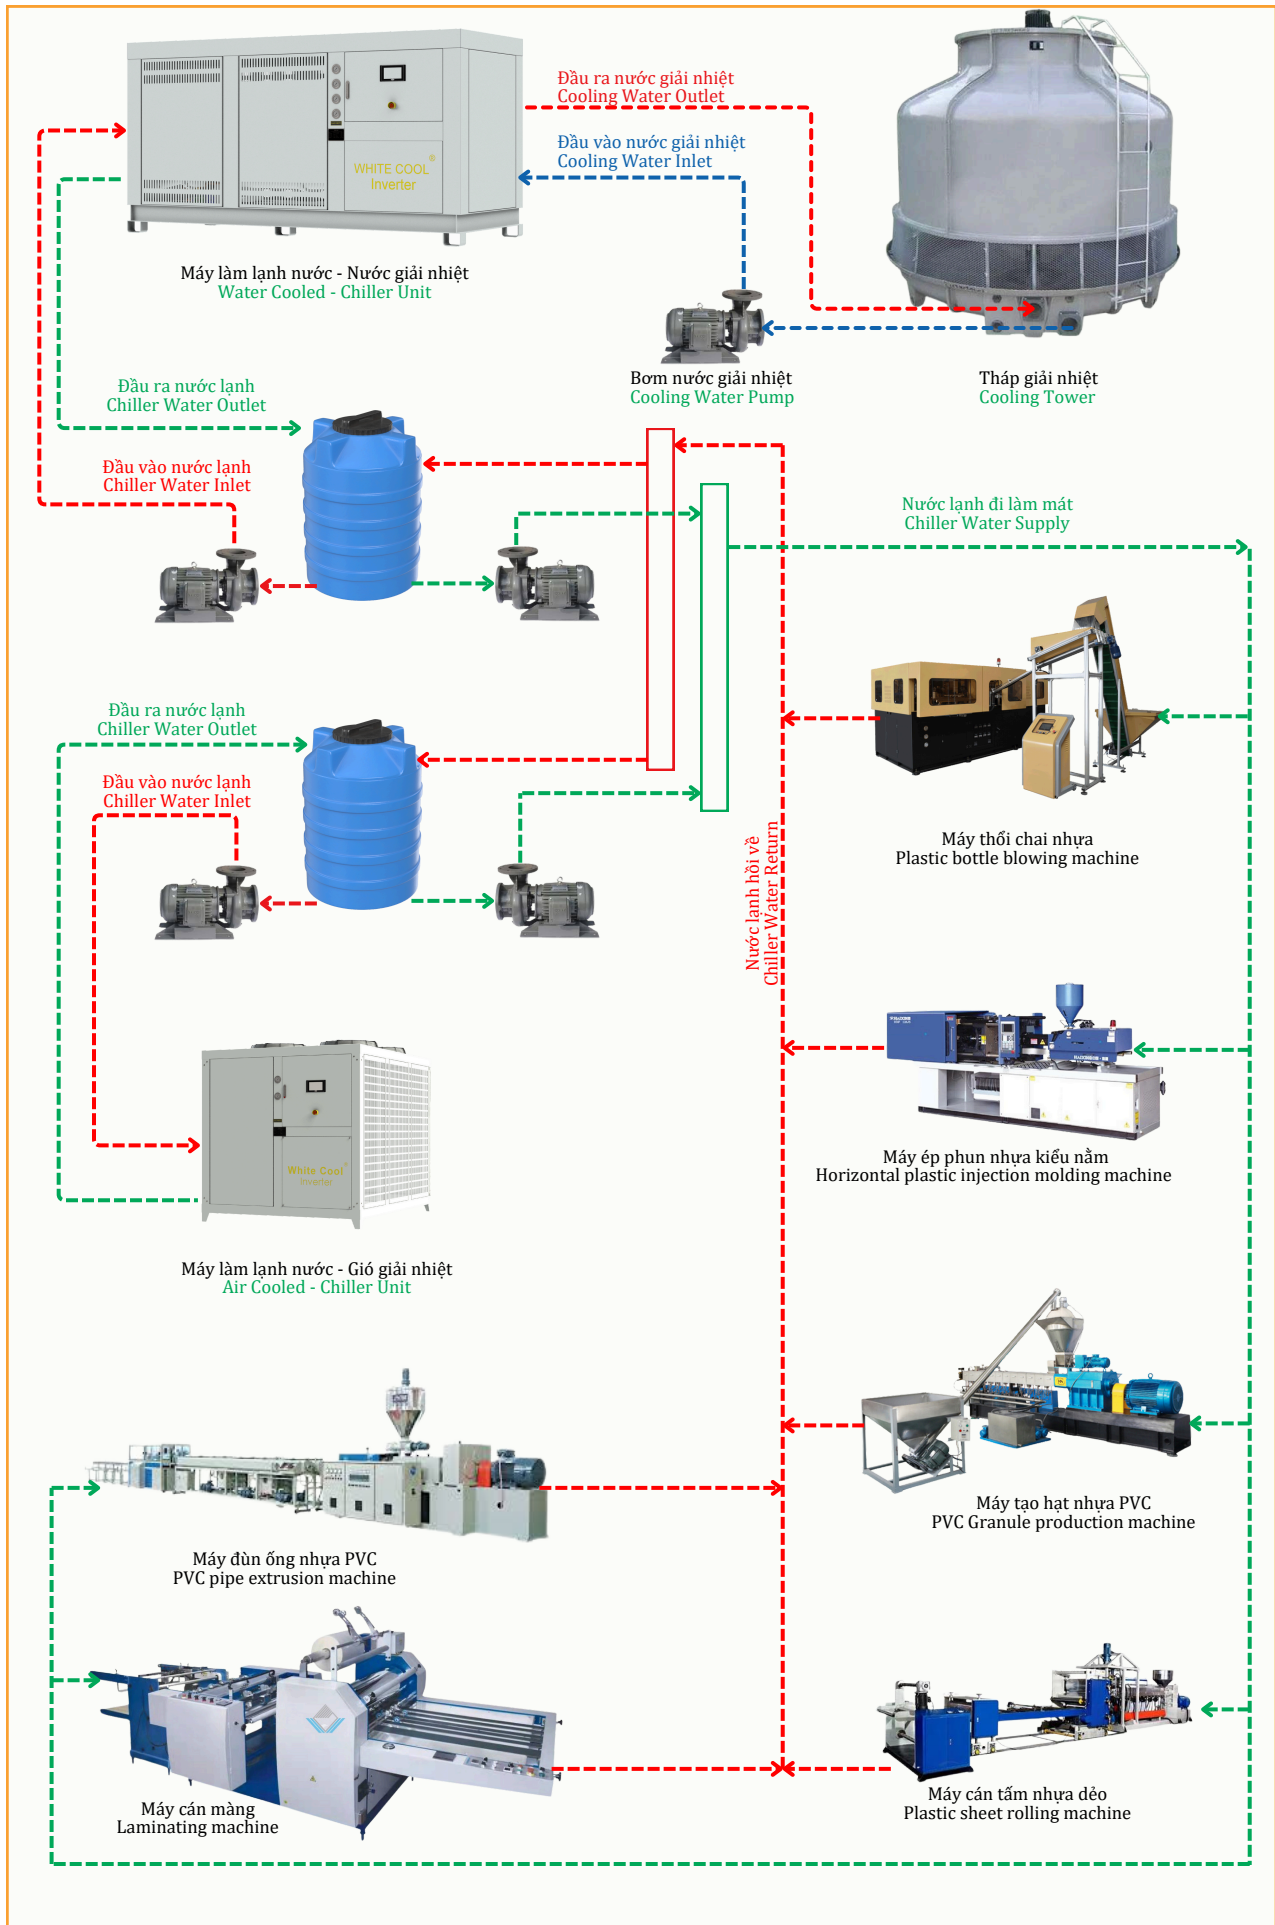 Đầu ra nước giải nhiệt
Cooling Water Outlet
Đầu vào nước giải nhiệt
Cooling Water Inlet
WHITE COOL®
Inverter
Máy làm lạnh nước - Nước giải nhiệt
Water Cooled - Chiller Unit
Bơm nước giải nhiệt
Cooling Water Pump
Tháp giải nhiệt
Cooling Tower
Đầu ra nước lạnh
Chiller Water Outlet
Đầu vào nước lạnh
Chiller Water Inlet
Nước lạnh đi làm mát
Chiller Water Supply
Đầu ra nước lạnh
Chiller Water Outlet
Đầu vào nước lạnh
Chiller Water Inlet
Nước lạnh hồi về
Chiller Water Return
Máy thổi chai nhựa
Plastic bottle blowing machine
Máy ép phun nhựa kiểu nằm
Horizontal plastic injection molding machine
White Cool®
Inverter
Máy làm lạnh nước - Gió giải nhiệt
Air Cooled - Chiller Unit
Máy tạo hạt nhựa PVC
PVC Granule production machine
Máy đùn ống nhựa PVC
PVC pipe extrusion machine
Máy cán màng
Laminating machine
Máy cán tấm nhựa dẻo
Plastic sheet rolling machine